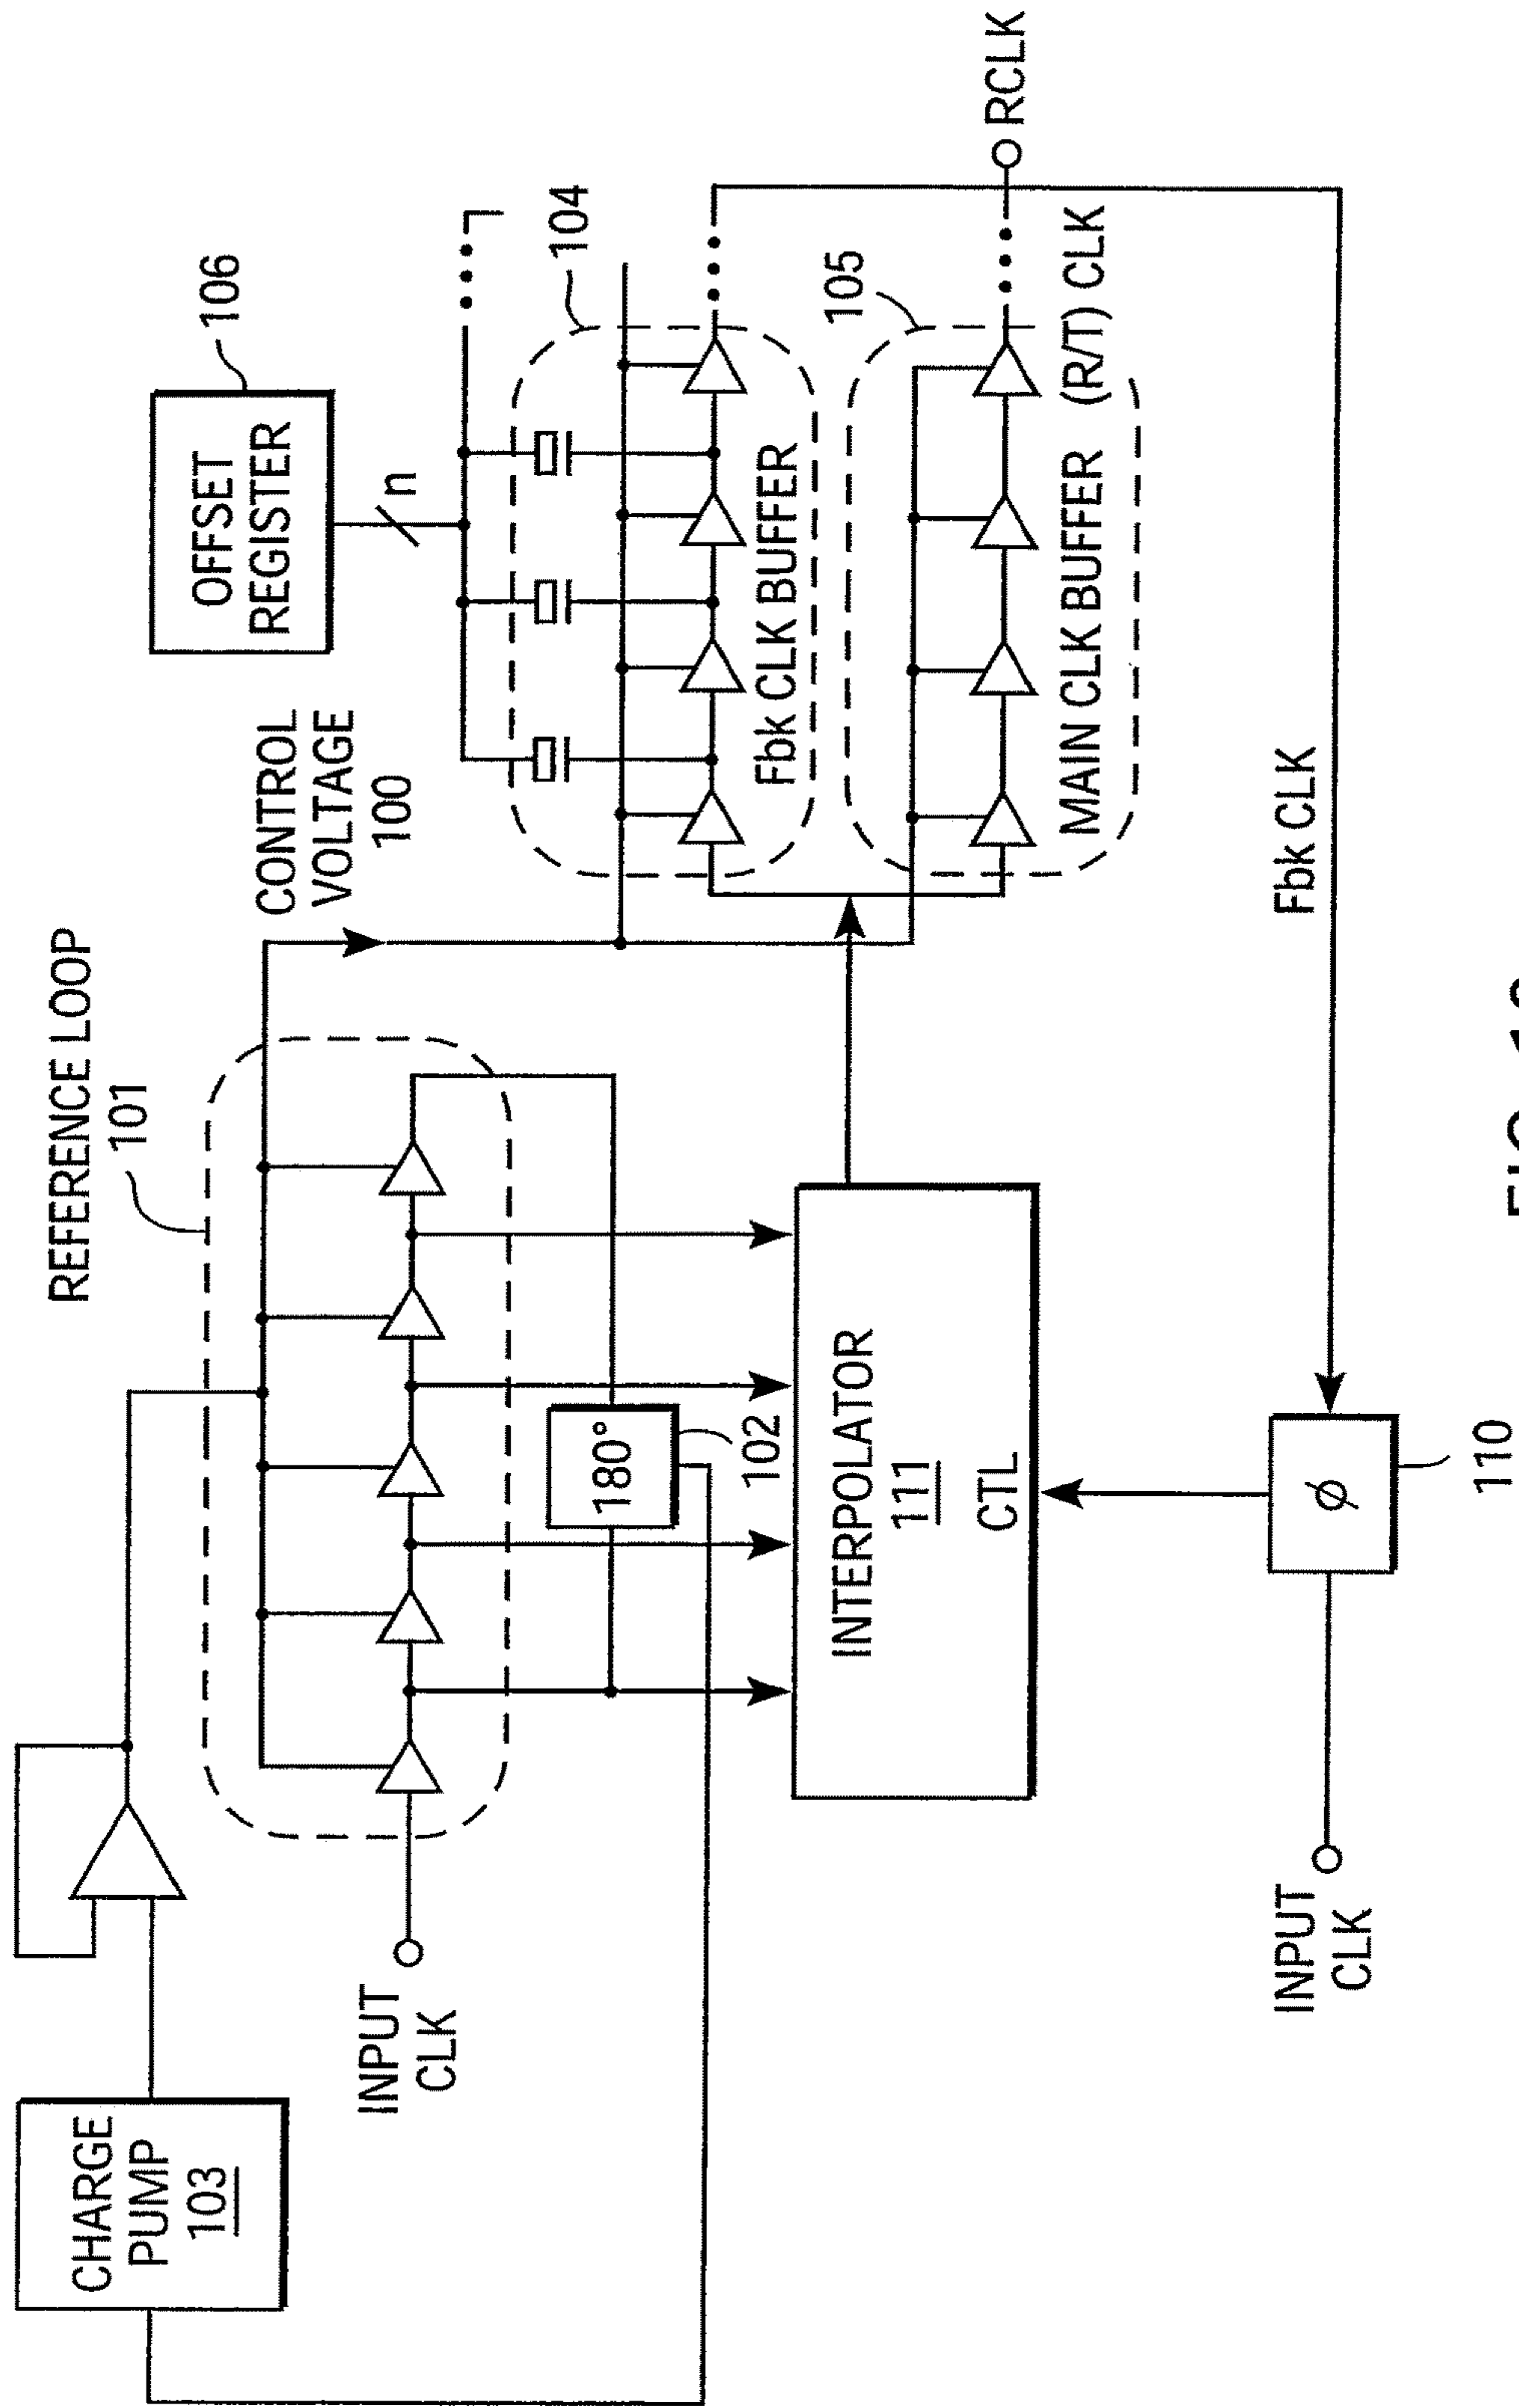 CHARGE
PUMP
103
REFERENCE LOOP
101
INPUT
CLK
180°
102
INTERPOLATOR
111
CTL
CONTROL
VOLTAGE
100
OFFSET
REGISTER
106
n
104
Fbk CLK BUFFER
105
MAIN CLK BUFFER (R/T) CLK
RCLK
Fbk CLK
INPUT
CLK
ϕ
110